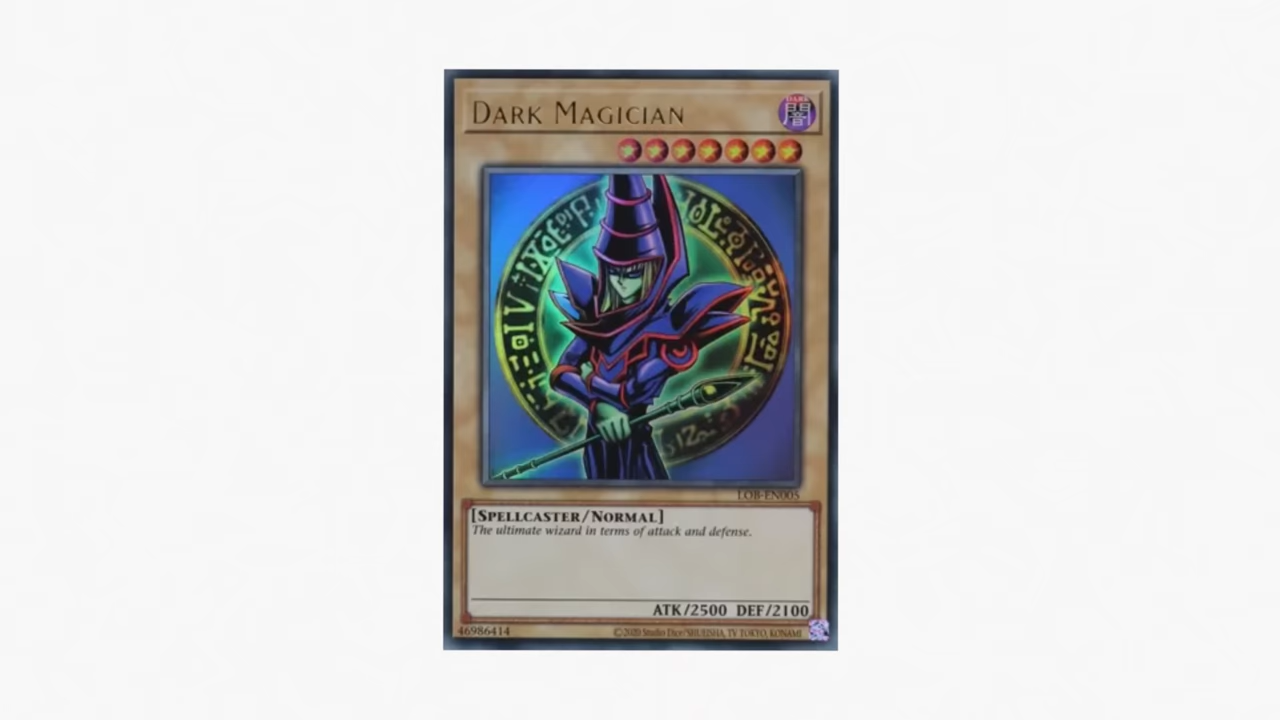 DARK MAGICIAN
DARK
闇
LOB-EN005
[SPELLCASTER/NORMAL]
The ultimate wizard in terms of attack and defense.
ATK/2500 DEF/2100
46986414
©2020 Studio Dice/SHUEISHA, TV TOKYO, KONAMI